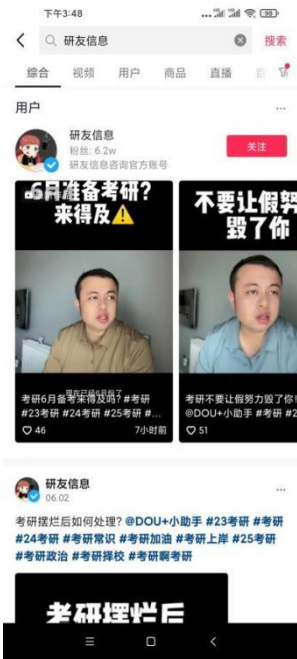 下午3:48
研友信息
搜索
综合 视频 用户 商品 直播
用户
研友信息
粉丝: 6.2w
研友信息咨询官方账号
关注
6月准备考研?
来得及
不要让假努
毁了你
现在已经6月份了
考研6月备考来得及吗? #考研
#23考研 #24考研 #25考研 #...
46
7小时前
考研不要让假努力毁了你!
@DOU+小助手 #考研 #2
51
研友信息
06.02
考研摆烂后如何处理? @DOU+小助手 #23考研 #考研
#24考研 #考研常识 #考研加油 #考研上岸 #25考研
#考研政治 #考研择校 #考研啊考研
考研摆烂后